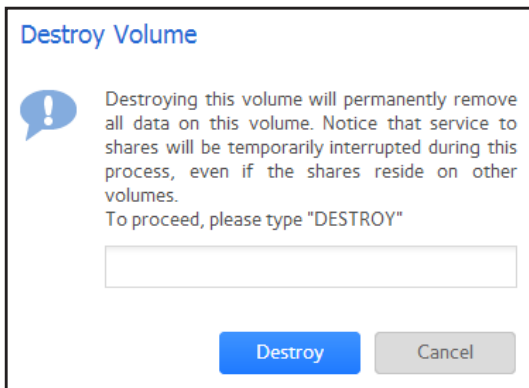 Destroy Volume
Destroying this volume will permanently remove
all data on this volume. Notice that service to
shares will be temporarily interrupted during this
process, even if the shares reside on other
volumes.
To proceed, please type "DESTROY"
Destroy
Cancel